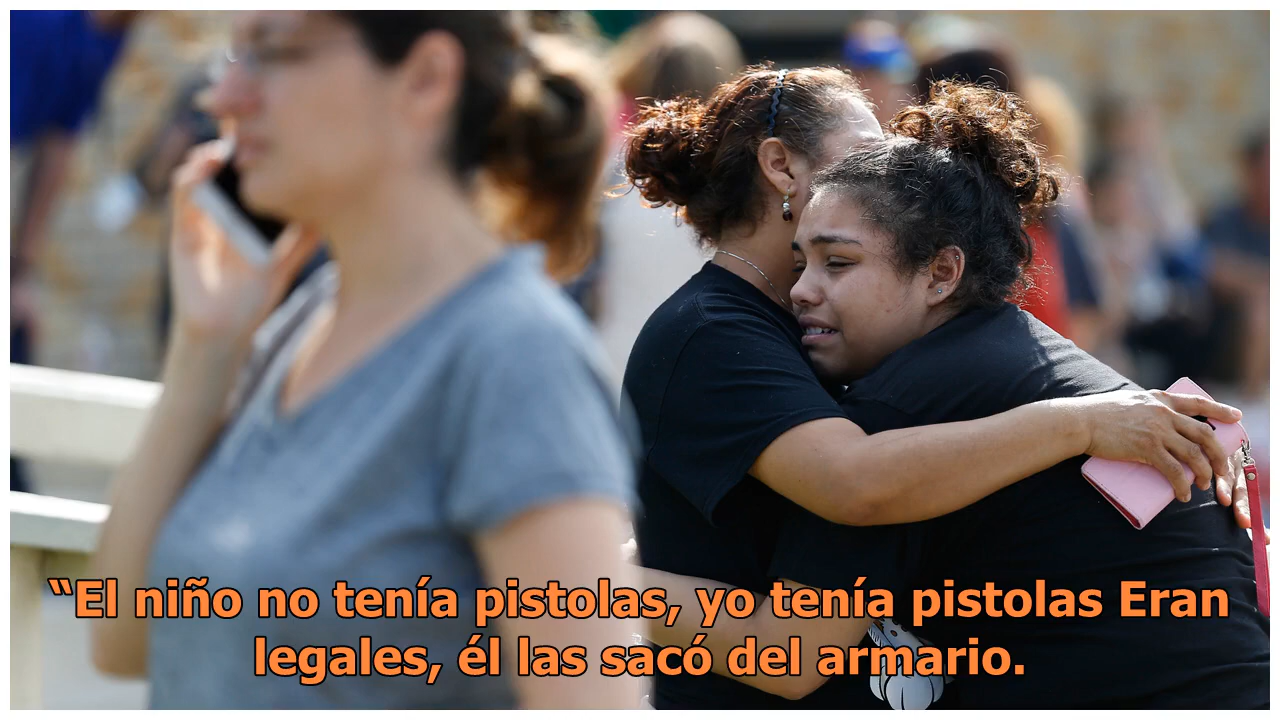 “El niño no tenía pistolas, yo tenía pistolas Eran
legales, él las sacó del armario.